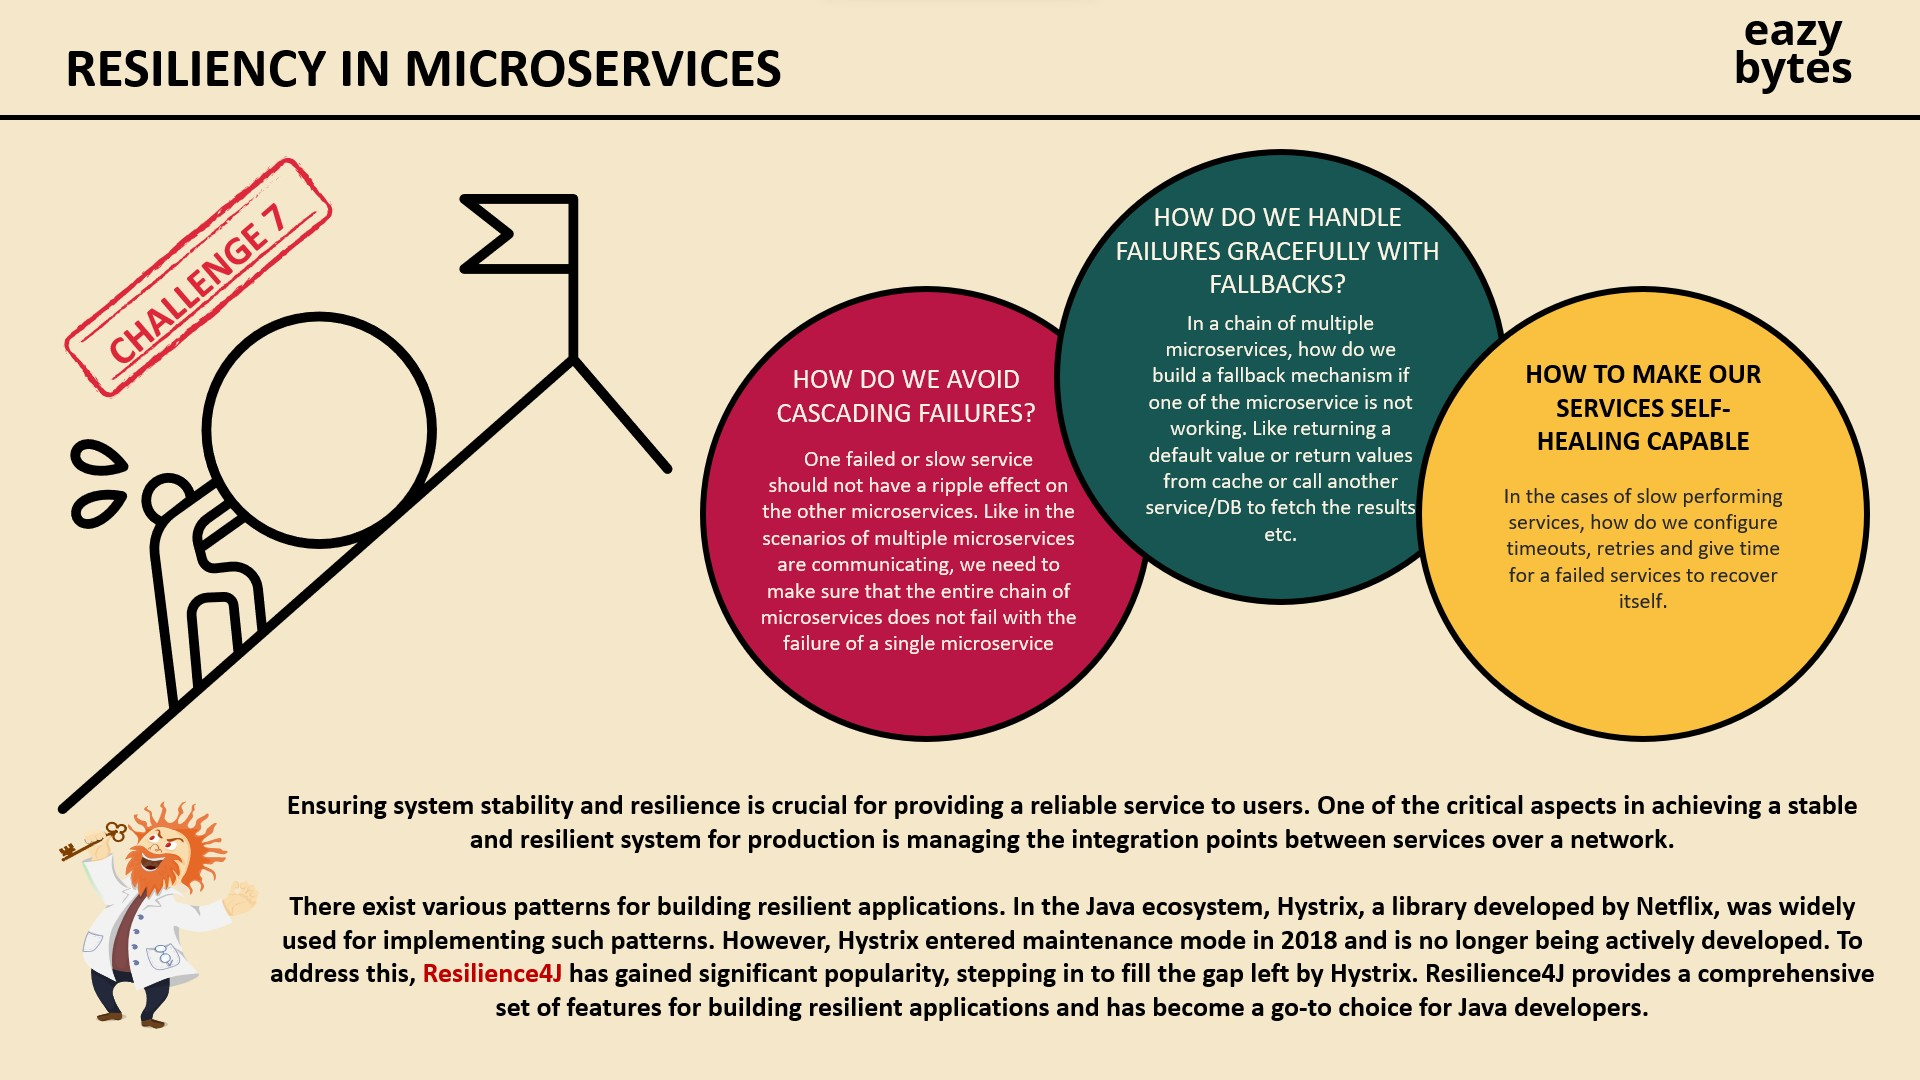 RESILIENCY IN MICROSERVICES
eazy
bytes
CHALLENGE 7
HOW DO WE AVOID
CASCADING FAILURES?
One failed or slow service
should not have a ripple effect on
the other microservices. Like in the
scenarios of multiple microservices
are communicating, we need to
make sure that the entire chain of
microservices does not fail with the
failure of a single microservice
HOW DO WE HANDLE
FAILURES GRACEFULLY WITH
FALLBACKS?
In a chain of multiple
microservices, how do we
build a fallback mechanism if
one of the microservice is not
working. Like returning a
default value or return values
from cache or call another
service/DB to fetch the results
etc.
HOW TO MAKE OUR
SERVICES SELF-
HEALING CAPABLE
In the cases of slow performing
services, how do we configure
timeouts, retries and give time
for a failed services to recover
itself.
Ensuring system stability and resilience is crucial for providing a reliable service to users. One of the critical aspects in achieving a stable
and resilient system for production is managing the integration points between services over a network.
There exist various patterns for building resilient applications. In the Java ecosystem, Hystrix, a library developed by Netflix, was widely
used for implementing such patterns. However, Hystrix entered maintenance mode in 2018 and is no longer being actively developed. To
address this, Resilience4J has gained significant popularity, stepping in to fill the gap left by Hystrix. Resilience4J provides a comprehensive
set of features for building resilient applications and has become a go-to choice for Java developers.